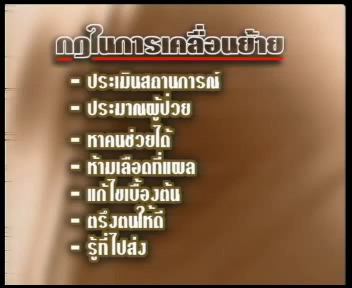 กฎในการเคลื่อนย้าย
- ประเมินสถานการณ์
- ประมาณผู้ป่วย
- หาคนช่วยได้
- ห้ามเลือดที่แผล
- แก้ไขเบื้องต้น
- ตรึงตนให้ดี
- รู้ที่ไปส่ง